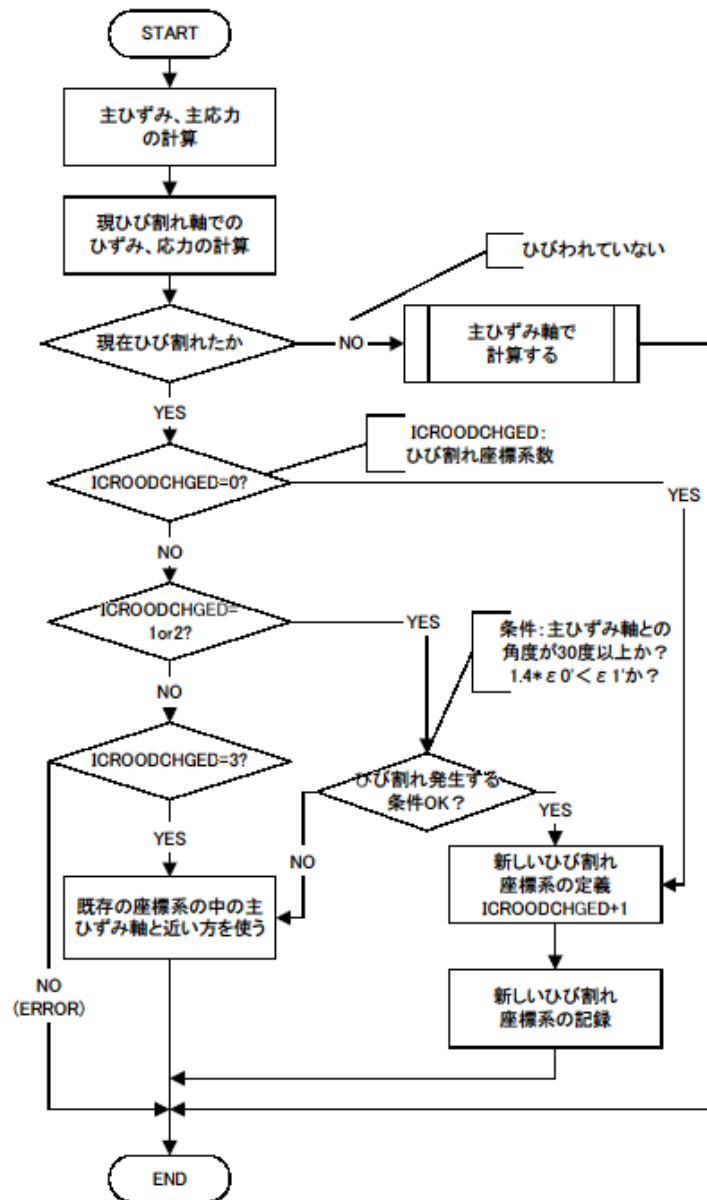 START
主ひずみ、主応力
の計算
現ひび割れ軸での
ひずみ、応力の計算
ひびわれていない
現在ひび割れたか
NO
主ひずみ軸で
計算する
YES
ICROODCHGED:
ひび割れ座標系数
ICROODCHGED=0?
YES
NO
ICROODCHGED=
1or2?
YES
条件:主ひずみ軸との
角度が30度以上か?
1.4*ε0'<ε1'か?
NO
ICROODCHGED=3?
ひび割れ発生する
条件OK?
YES
YES
NO
新しいひび割れ
座標系の定義
ICROODCHGED+1
既存の座標系の中の主
ひずみ軸と近い方を使う
NO
(ERROR)
新しいひび割れ
座標系の記録
END